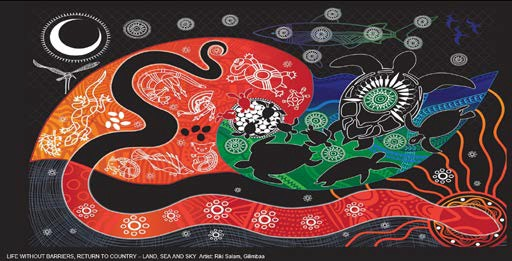 LIFE WITHOUT BARRIERS, RETURN TO COUNTRY - LAND, SEA AND SKY Artist: Riki Salam, Gilimbaa